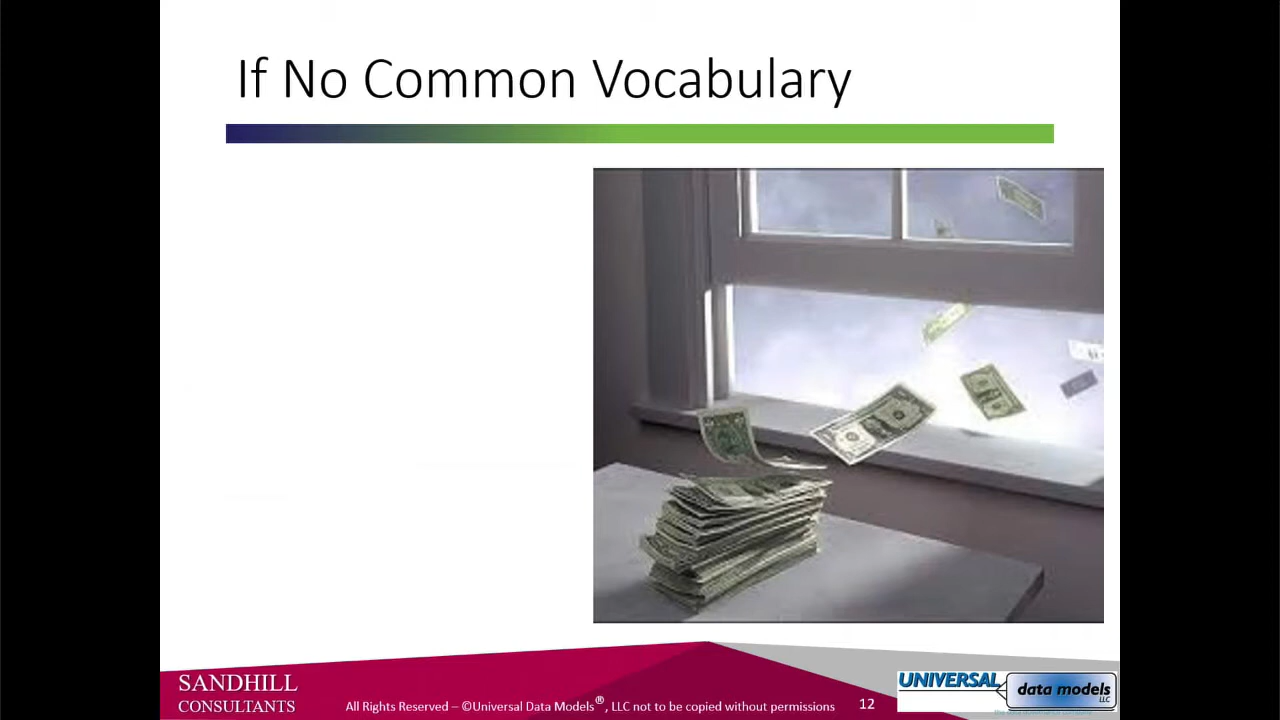 If No Common Vocabulary
SANDHILL
CONSULTANTS
All Rights Reserved – ©Universal Data Models®, LLC not to be copied without permissions
12
UNIVERSAL
data models
LLC